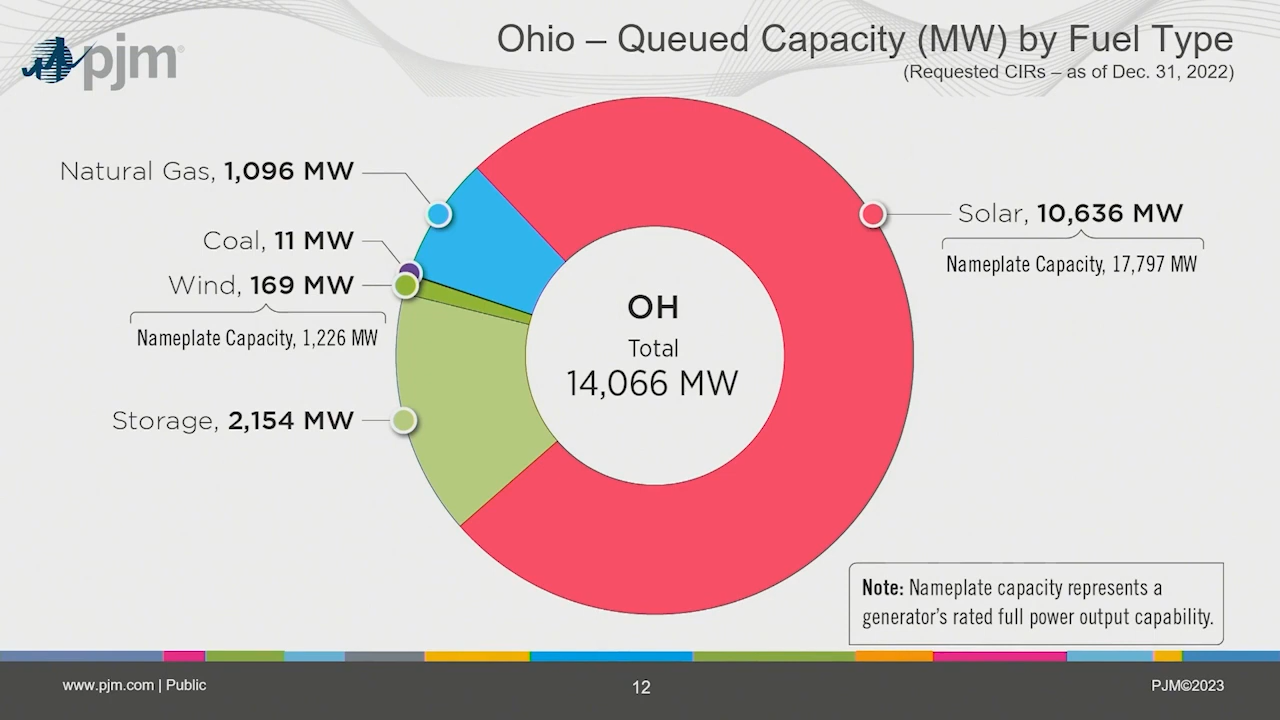 pjm
Ohio – Queued Capacity (MW) by Fuel Type
(Requested CIRs – as of Dec. 31, 2022)
Natural Gas, 1,096 MW
Coal, 11 MW
Wind, 169 MW
Nameplate Capacity, 1,226 MW
Storage, 2,154 MW
OH
Total
14,066 MW
Solar, 10,636 MW
Nameplate Capacity, 17,797 MW
Note: Nameplate capacity represents a
generator's rated full power output capability.
www.pjm.com | Public
12
PJM©2023